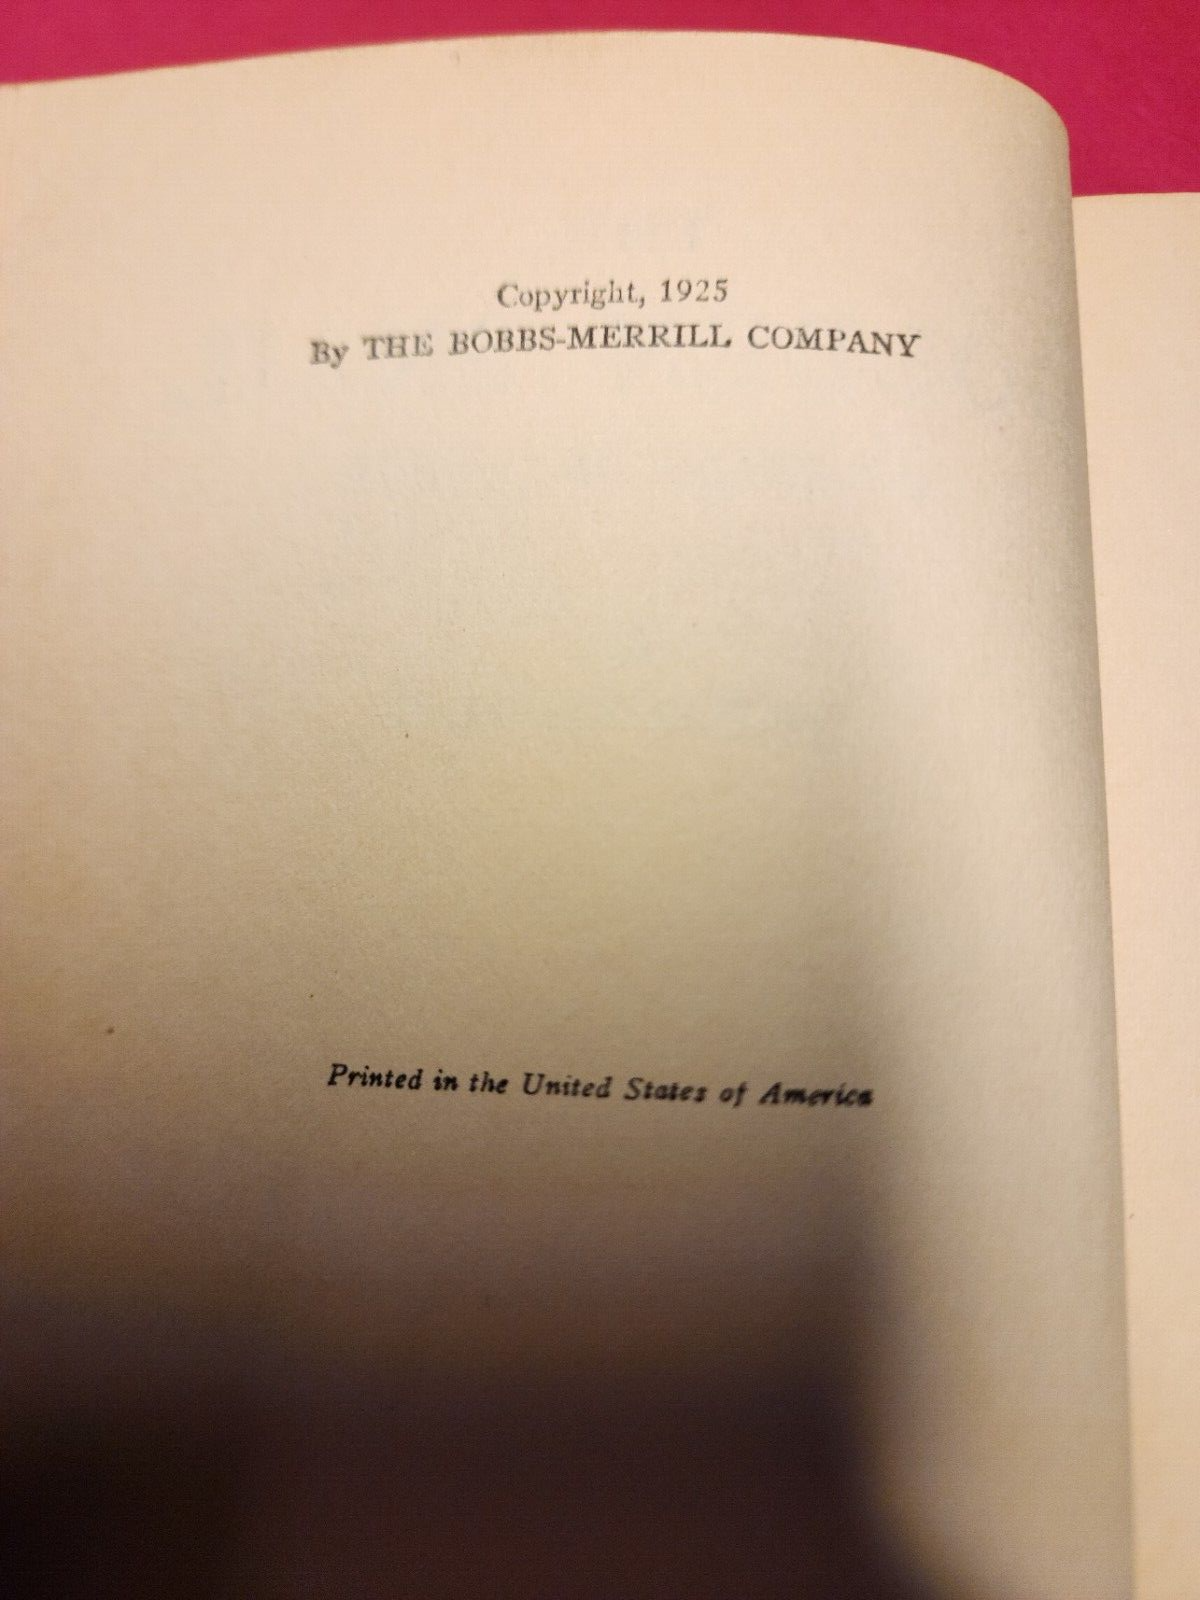 Copyright, 1925
By THE BOBBS-MERRILL COMPANY
Printed in the United States of America